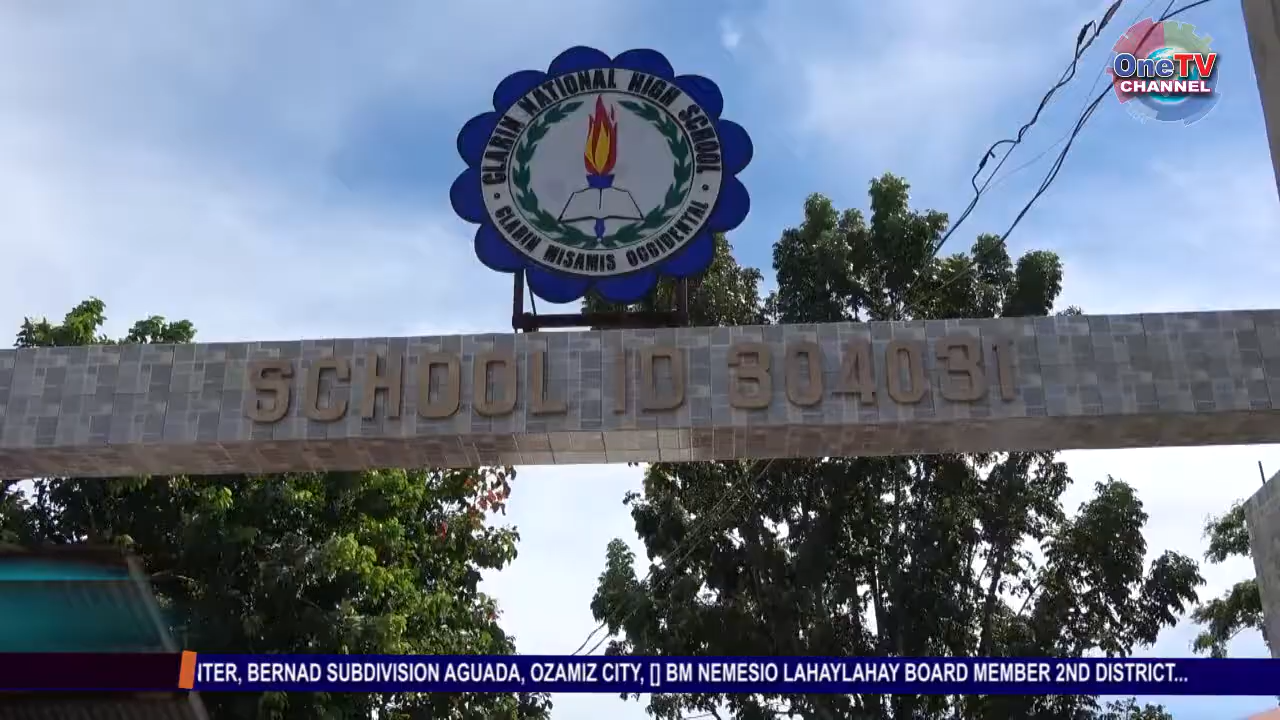 OneTV
CHANNEL
CLARIN NATIONAL HIGH SCHOOL
• CLARIN MISAMIS OCCIDENTAL •
SCHOOL ID 304031
NTER, BERNAD SUBDIVISION AGUADA, OZAMIZ CITY, [] BM NEMESIO LAHAYLAHAY BOARD MEMBER 2ND DISTRICT...